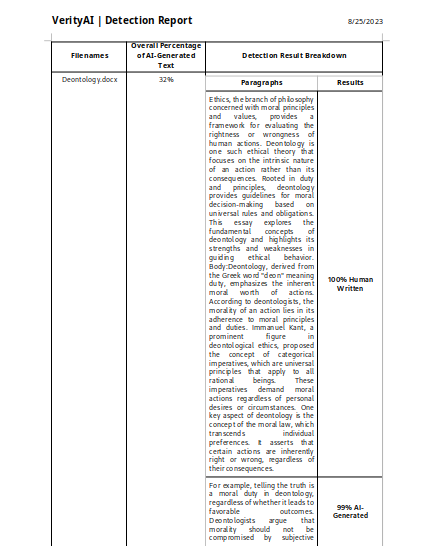 VerityAI | Detection Report
8/25/2023
Filenames
Overall Percentage
of AI-Generated
Text
Detection Result Breakdown
Deontology.docx
32%
Paragraphs
Results
Ethics, the branch of philosophy
concerned with moral principles
and values, provides a
framework for evaluating the
rightness or wrongness of
human actions. Deontology is
one such ethical theory that
focuses on the intrinsic nature
of an action rather than its
consequences. Rooted in duty
and principles, deontology
provides guidelines for moral
decision-making based on
universal rules and obligations.
This essay explores the
fundamental concepts of
deontology and highlights its
strengths and weaknesses in
guiding ethical behavior.
Body:Deontology, derived from
the Greek word "deon" meaning
duty, emphasizes the inherent
moral worth of actions.
According to deontologists, the
morality of an action lies in its
adherence to moral principles
and duties. Immanuel Kant, a
prominent figure in
deontological ethics, proposed
the concept of categorical
imperatives, which are universal
principles that apply to all
rational beings. These
imperatives demand moral
actions regardless of personal
desires or circumstances. One
key aspect of deontology is the
concept of the moral law, which
transcends individual
preferences. It asserts that
certain actions are inherently
right or wrong, regardless of
their consequences.
100% Human
Written
For example, telling the truth is
a moral duty in deontology,
regardless of whether it leads to
favorable outcomes.
Deontologists argue that
morality should not be
compromised by subjective
99% AI-
Generated